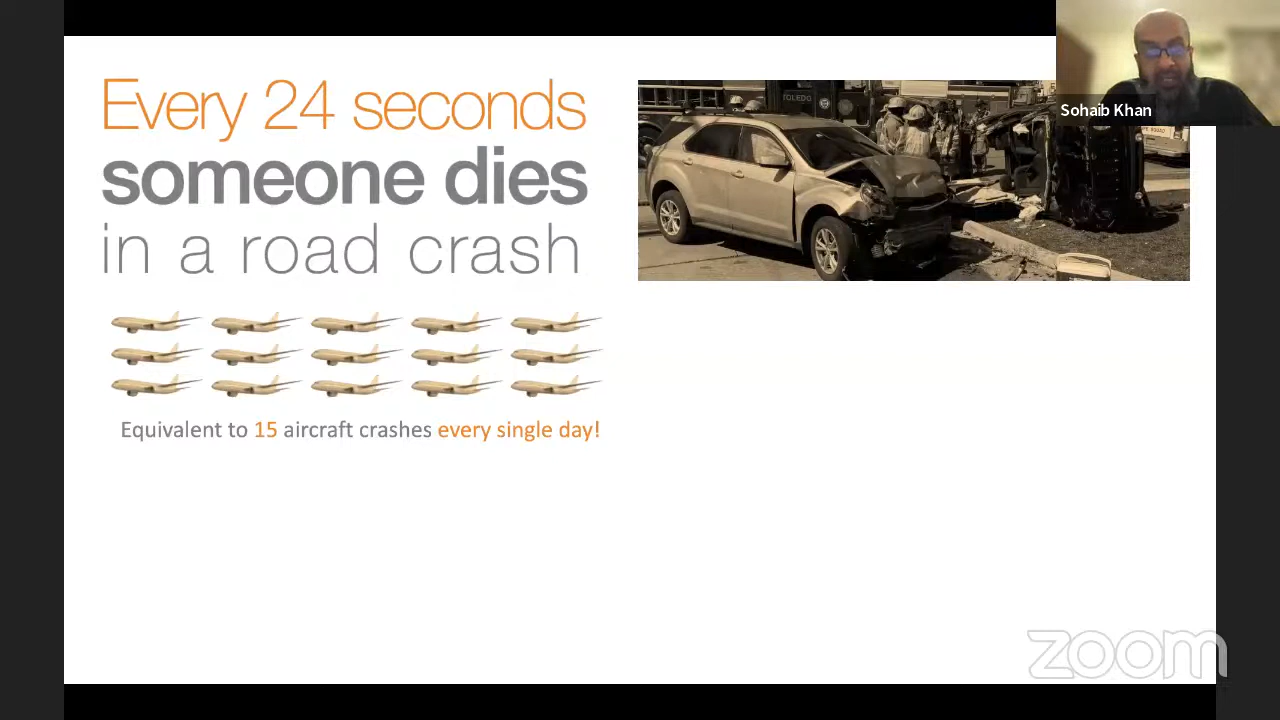 Every 24 seconds
someone dies
in a road crash
TOLEDO
Sohaib Khan
Equivalent to 15 aircraft crashes every single day!
zoom